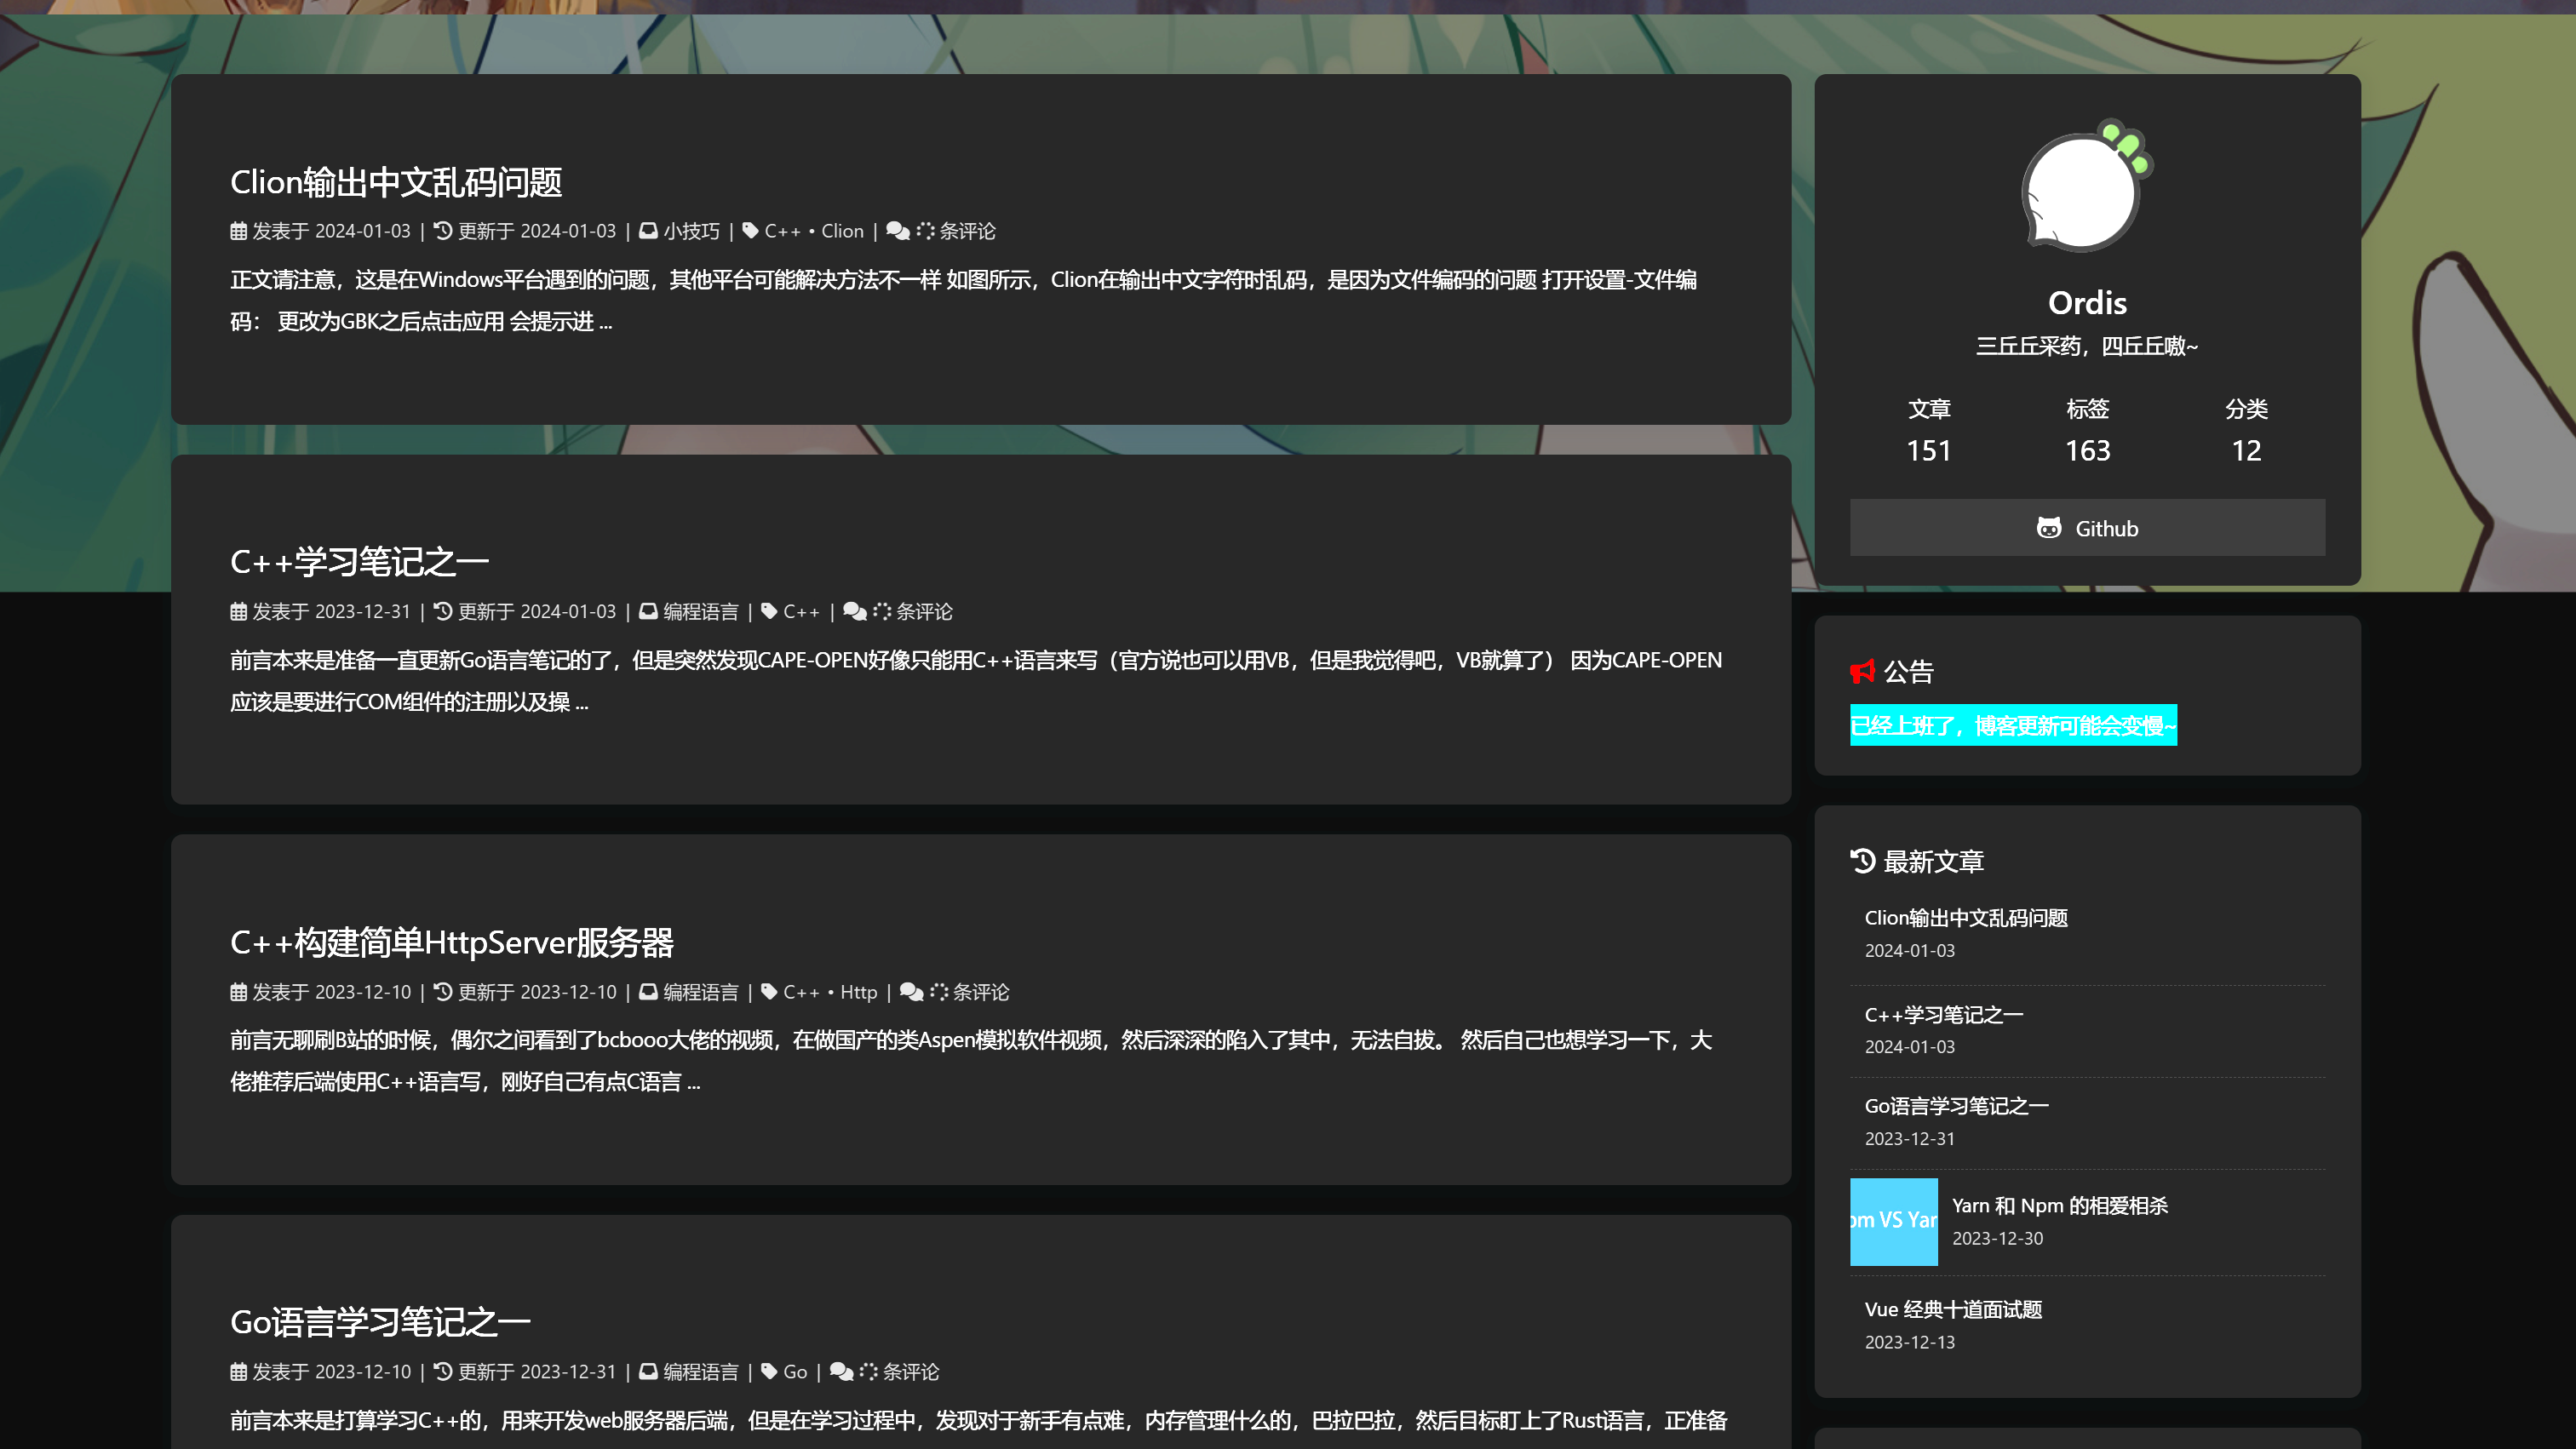 Clion输出中文乱码问题
发表于 2024-01-03 | 更新于 2024-01-03 | 小技巧 | C++ • Clion | 条评论
正文请注意，这是在Windows平台遇到的问题，其他平台可能解决方法不一样 如图所示，Clion在输出中文字符时乱码，是因为文件编码的问题 打开设置-文件编
码： 更改为GBK之后点击应用 会提示进 ...
C++学习笔记之一
发表于 2023-12-31 | 更新于 2024-01-03 | 编程语言 | C++ | 条评论
前言本来是准备一直更新Go语言笔记的了，但是突然发现CAPE-OPEN好像只能用C++语言来写（官方说也可以用VB，但是我觉得吧，VB就算了） 因为CAPE-OPEN
应该是要进行COM组件的注册以及操 ...
C++构建简单HttpServer服务器
发表于 2023-12-10 | 更新于 2023-12-10 | 编程语言 | C++ • Http | 条评论
前言无聊刷B站的时候，偶尔之间看到了bcbooo大佬的视频，在做国产的类Aspen模拟软件视频，然后深深的陷入了其中，无法自拔。 然后自己也想学习一下，大
佬推荐后端使用C++语言写，刚好自己有点C语言 ...
Go语言学习笔记之一
发表于 2023-12-10 | 更新于 2023-12-31 | 编程语言 | Go | 条评论
前言本来是打算学习C++的，用来开发web服务器后端，但是在学习过程中，发现对于新手有点难，内存管理什么的，巴拉巴拉，然后目标盯上了Rust语言，正准备
Ordis
三丘丘采药，四丘丘嗷~
文章 标签 分类
151 163 12
Github
公告
已经上班了，博客更新可能会变慢~
最新文章
Clion输出中文乱码问题
2024-01-03
C++学习笔记之一
2024-01-03
Go语言学习笔记之一
2023-12-31
pm VS Yar
Yarn 和 Npm 的相爱相杀
2023-12-30
Vue 经典十道面试题
2023-12-13